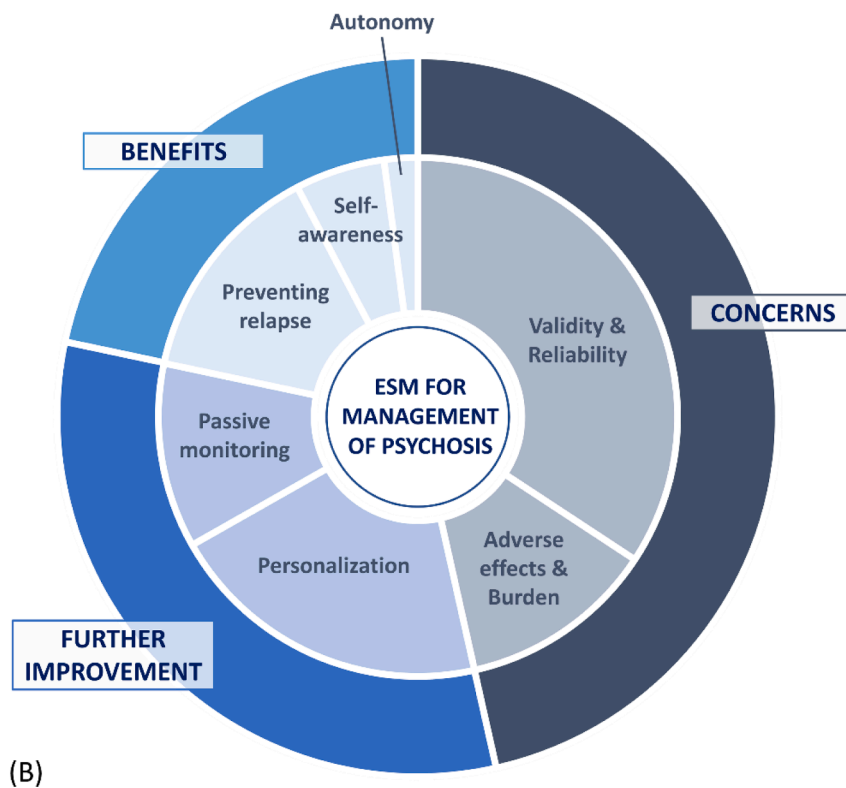 Autonomy
BENEFITS
Self-
awareness
Preventing
relapse
Validity &
Reliability
CONCERNS
ESM FOR
MANAGEMENT
OF PSYCHOSIS
Passive
monitoring
Personalization
Adverse
effects &
Burden
FURTHER
IMPROVEMENT
(B)